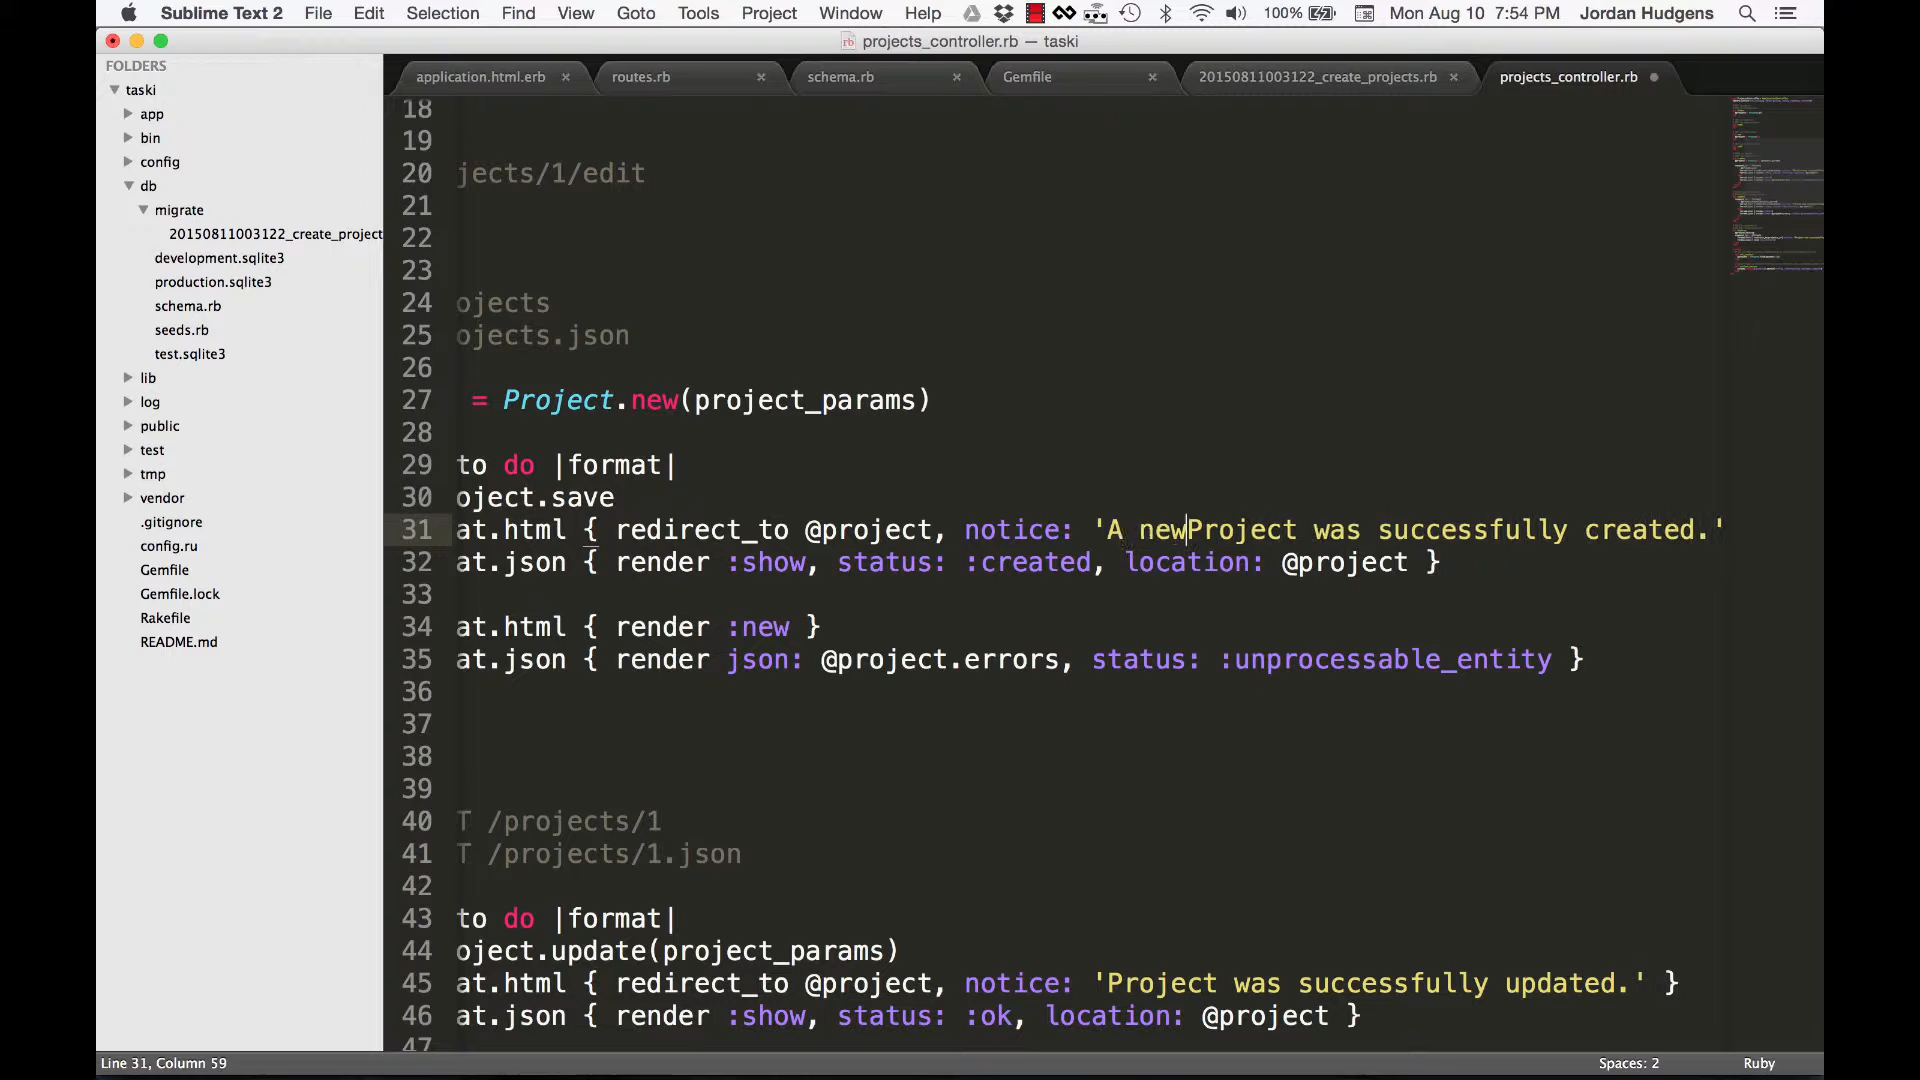 Sublime Text 2 File Edit Selection Find View Goto Tools Project Window Help 100% Mon Aug 10 7:54 PM Jordan Hudgens
projects_controller.rb — taski
FOLDERS
taski
app
bin
config
db
migrate
20150811003122_create_project
development.sqlite3
production.sqlite3
schema.rb
seeds.rb
test.sqlite3
lib
log
public
test
tmp
vendor
.gitignore
config.ru
Gemfile
Gemfile.lock
Rakefile
README.md
application.html.erb × routes.rb × schema.rb × Gemfile × 20150811003122_create_projects.rb × projects_controller.rb
18
19
20 jects/1/edit
21
22
23
24 ojects
25 ojects.json
26
27 = Project.new(project_params)
28
29 to do |format|
30 oject.save
31 at.html { redirect_to @project, notice: 'A newProject was successfully created.'
32 at.json { render :show, status: :created, location: @project }
33
34 at.html { render :new }
35 at.json { render json: @project.errors, status: :unprocessable_entity }
36
37
38
39
40 T /projects/1
41 T /projects/1.json
42
43 to do |format|
44 oject.update(project_params)
45 at.html { redirect_to @project, notice: 'Project was successfully updated.' }
46 at.json { render :show, status: :ok, location: @project }
47
Line 31, Column 59 Spaces: 2 Ruby